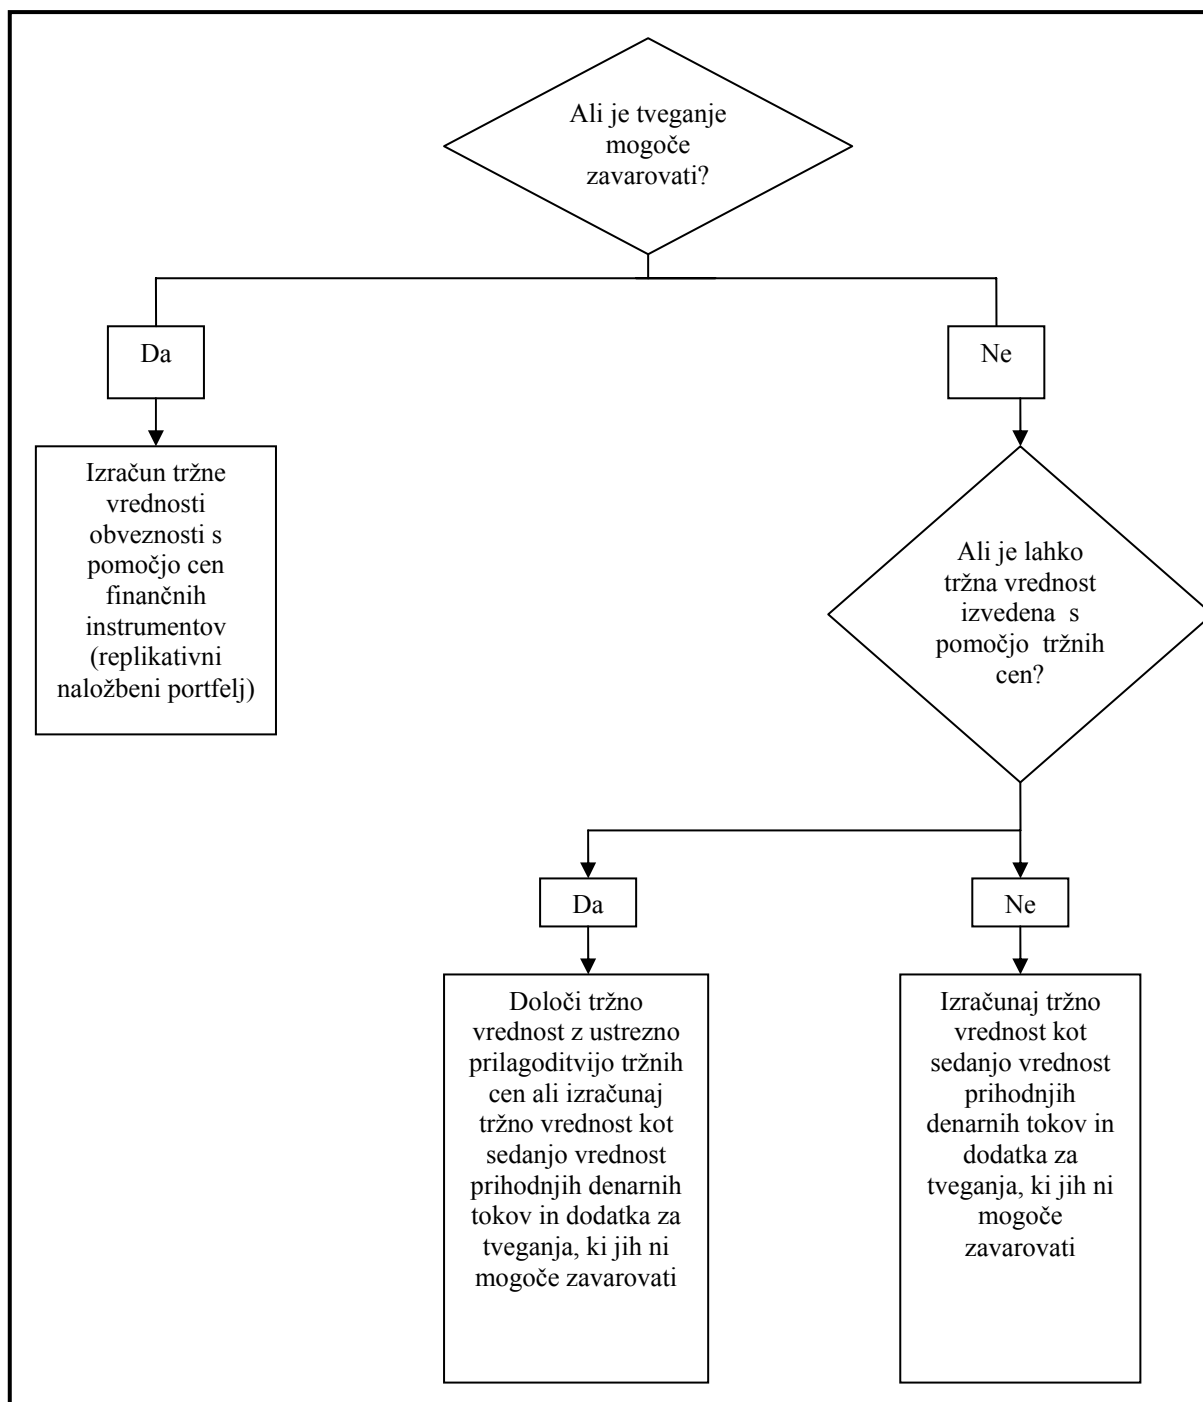 Ali je tveganje
mogoče
zavarovati?
Da
Ne
Izračun tržne
vrednosti
obveznosti s
pomočjo cen
finančnih
instrumentov
(replikativni
naložbeni portfelj)
Ali je lahko
tržna vrednost
izvedena s
pomočjo tržnih
cen?
Da
Ne
Določi tržno
vrednost z ustrezno
prilagoditvijo tržnih
cen ali izračunaj
tržno vrednost kot
sedanjo vrednost
prihodnjih denarnih
tokov in dodatka za
tveganja, ki jih ni
mogoče zavarovati
Izračunaj tržno
vrednost kot
sedanjo vrednost
prihodnjih
denarnih tokov in
dodatka za
tveganja, ki jih ni
mogoče
zavarovati